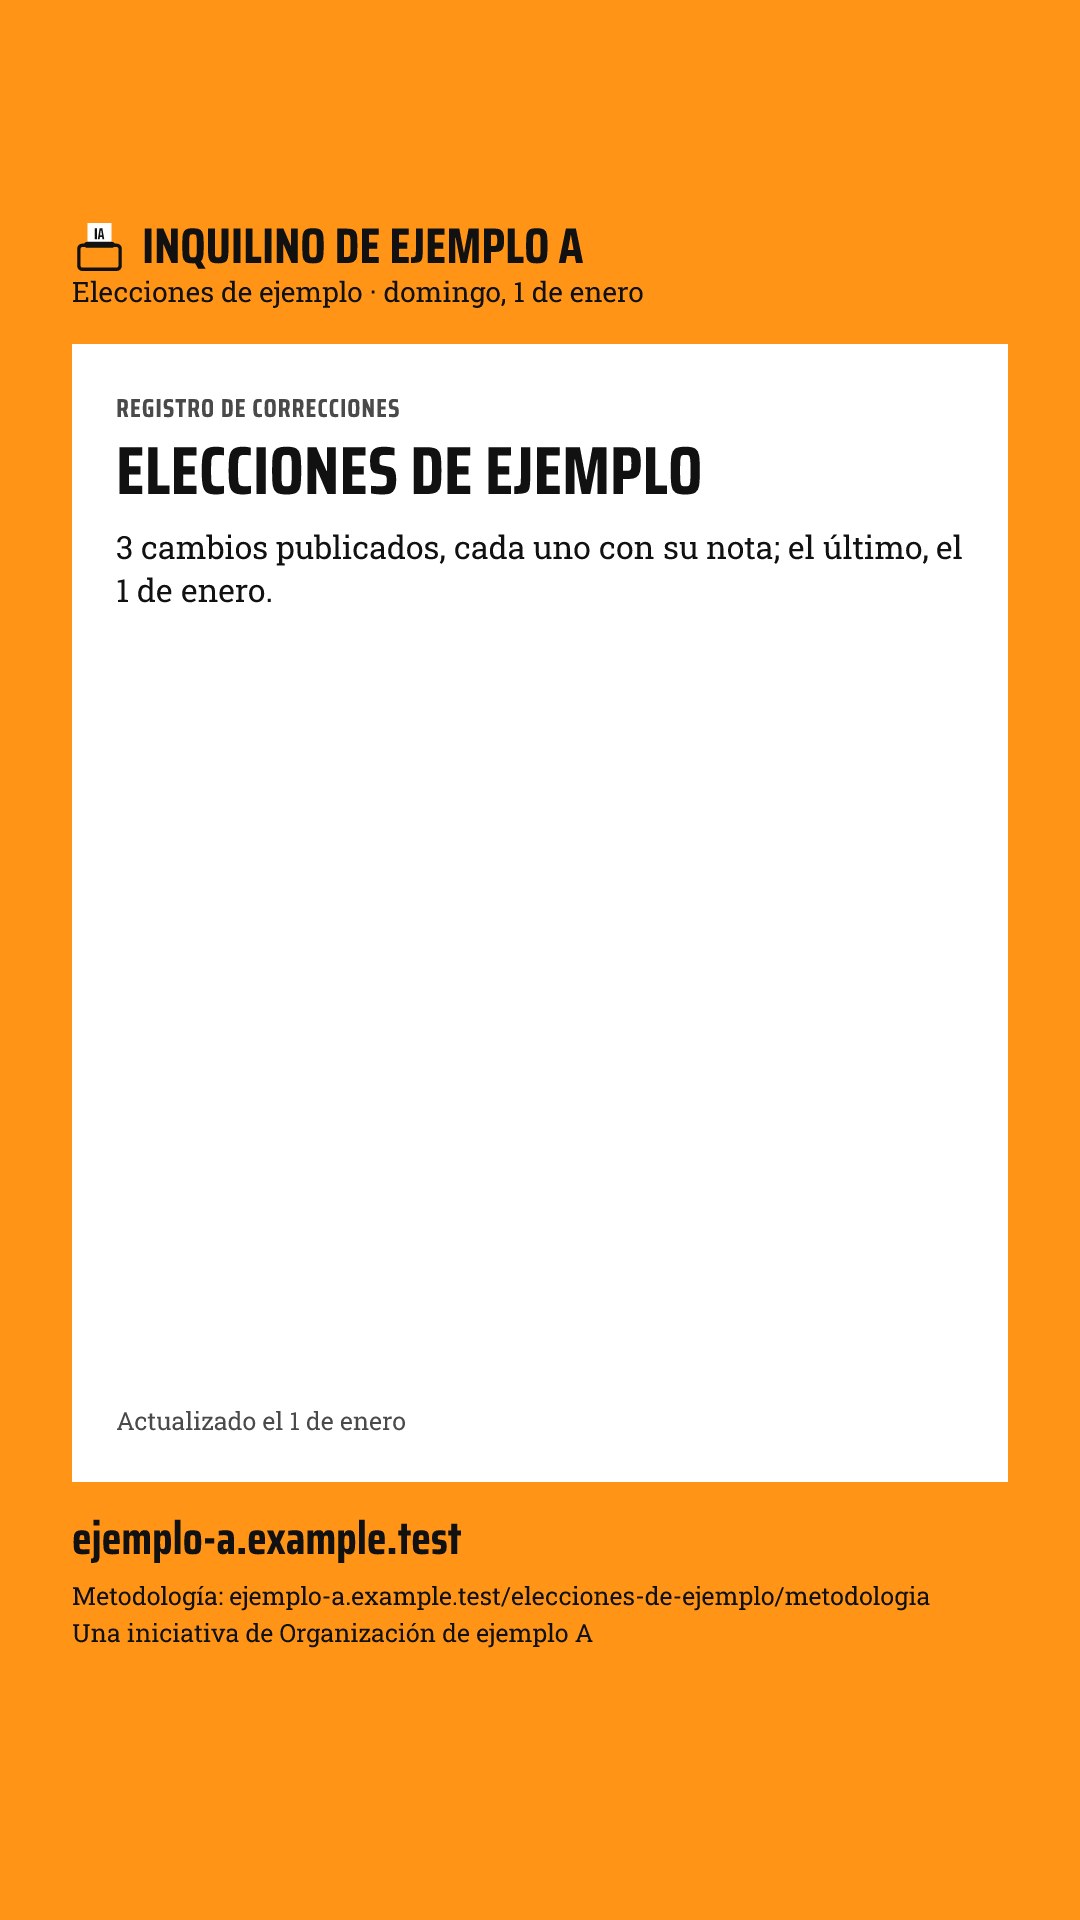 IA
INQUILINO DE EJEMPLO A
Elecciones de ejemplo · domingo, 1 de enero
REGISTRO DE CORRECCIONES
ELECCIONES DE EJEMPLO
3 cambios publicados, cada uno con su nota; el último, el
1 de enero.
Actualizado el 1 de enero
ejemplo-a.example.test
Metodología: ejemplo-a.example.test/elecciones-de-ejemplo/metodologia
Una iniciativa de Organización de ejemplo A